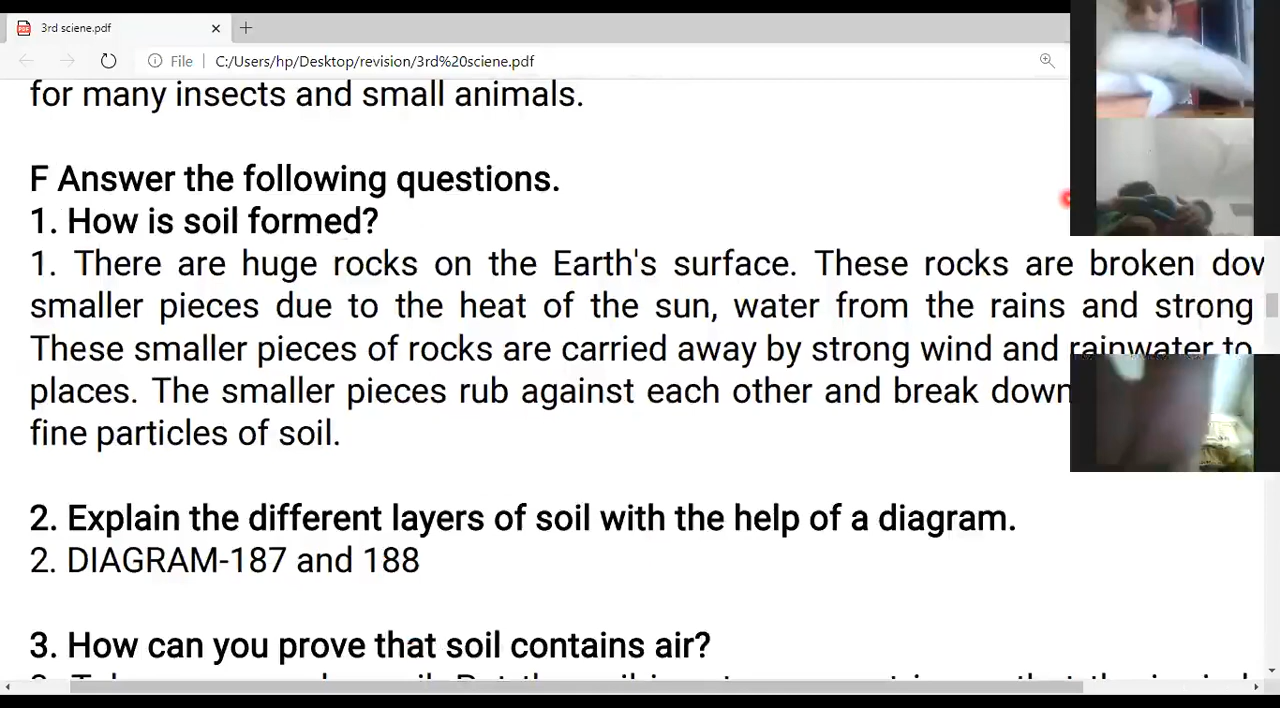 3rd sciene.pdf
File
C:/Users/hp/Desktop/revision/3rd%20sciene.pdf
for many insects and small animals.
F Answer the following questions.
1. How is soil formed?
1. There are huge rocks on the Earth's surface. These rocks are broken
smaller pieces due to the heat of the sun, water from the rains and strong
These smaller pieces of rocks are carried away by strong wind and rainwater to
places. The smaller pieces rub against each other and break down
fine particles of soil.
2. Explain the different layers of soil with the help of a diagram.
2. DIAGRAM-187 and 188
3. How can you prove that soil contains air?